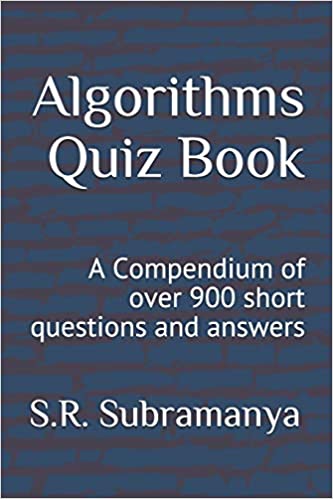 Algorithms
Quiz Book
A Compendium of
over 900 short
questions and answers
S.R. Subramanya